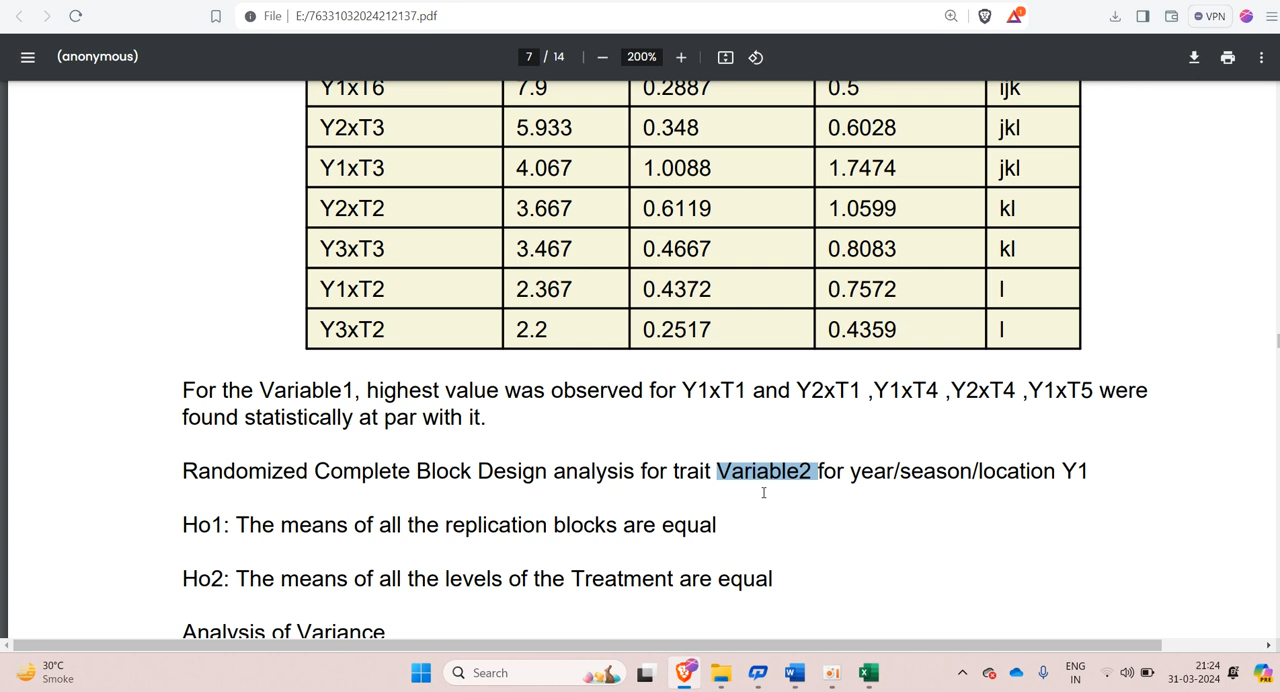 File | E:/76331032024212137.pdf
1
VPN
(anonymous)
7 / 14
200%
Y1xT6 7.9 0.2887 0.5 ijk
Y2xT3 5.933 0.348 0.6028 jkl
Y1xT3 4.067 1.0088 1.7474 jkl
Y2xT2 3.667 0.6119 1.0599 kl
Y3xT3 3.467 0.4667 0.8083 kl
Y1xT2 2.367 0.4372 0.7572 l
Y3xT2 2.2 0.2517 0.4359 l
For the Variable1, highest value was observed for Y1xT1 and Y2xT1 ,Y1xT4 ,Y2xT4 ,Y1xT5 were
found statistically at par with it.
Randomized Complete Block Design analysis for trait Variable2 for year/season/location Y1
Ho1: The means of all the replication blocks are equal
Ho2: The means of all the levels of the Treatment are equal
Analysis of Variance
30°C
Smoke
Search
ENG
IN
21:24
31-03-2024
PRE